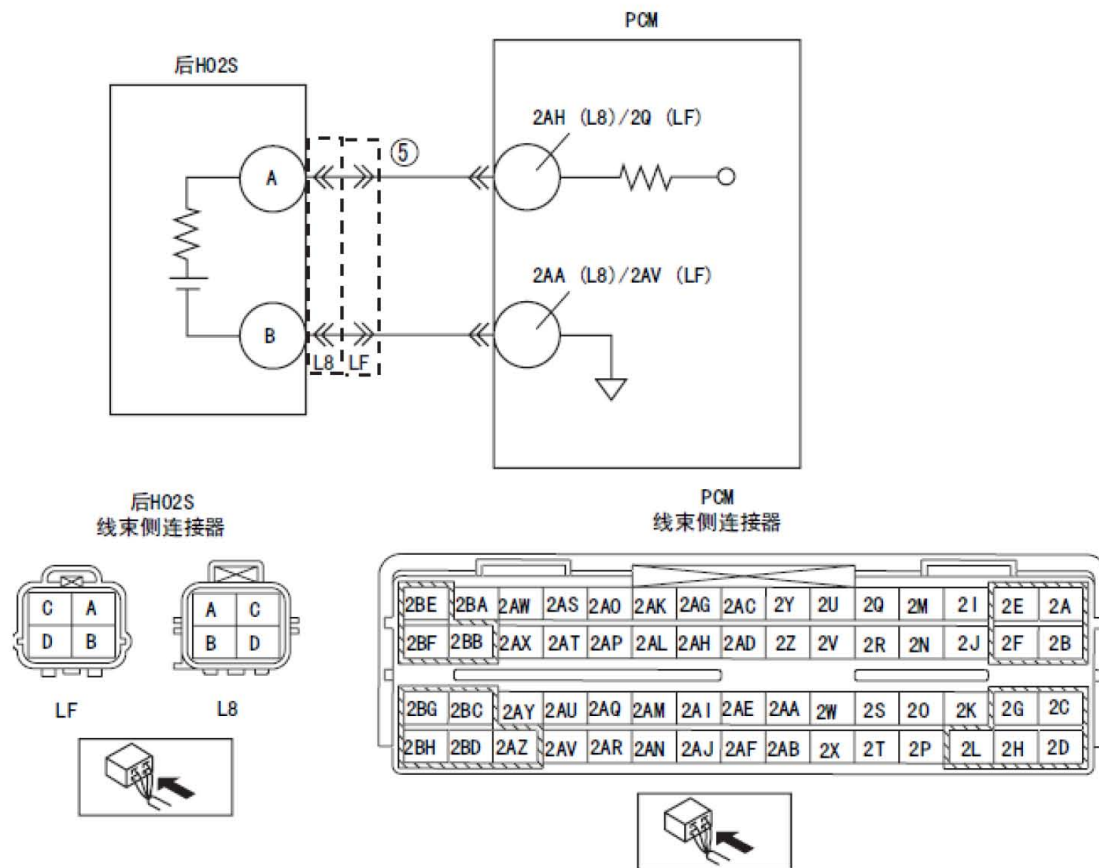 PCM
后HO2S
2AH (L8)/2Q (LF)
⑤
A
2AA (L8)/2AV (LF)
B
L8 LF
后HO2S
线束侧连接器
PCM
线束侧连接器
C A
D B
LF
A C
B D
L8
2BE 2BA 2AW 2AS 2AO 2AK 2AG 2AC 2Y 2U 2Q 2M 2I 2E 2A
2BF 2BB 2AX 2AT 2AP 2AL 2AH 2AD 2Z 2V 2R 2N 2J 2F 2B
2BG 2BC 2AY 2AU 2AQ 2AM 2AI 2AE 2AA 2W 2S 2O 2K 2G 2C
2BH 2BD 2AZ 2AV 2AR 2AN 2AJ 2AF 2AB 2X 2T 2P 2L 2H 2D